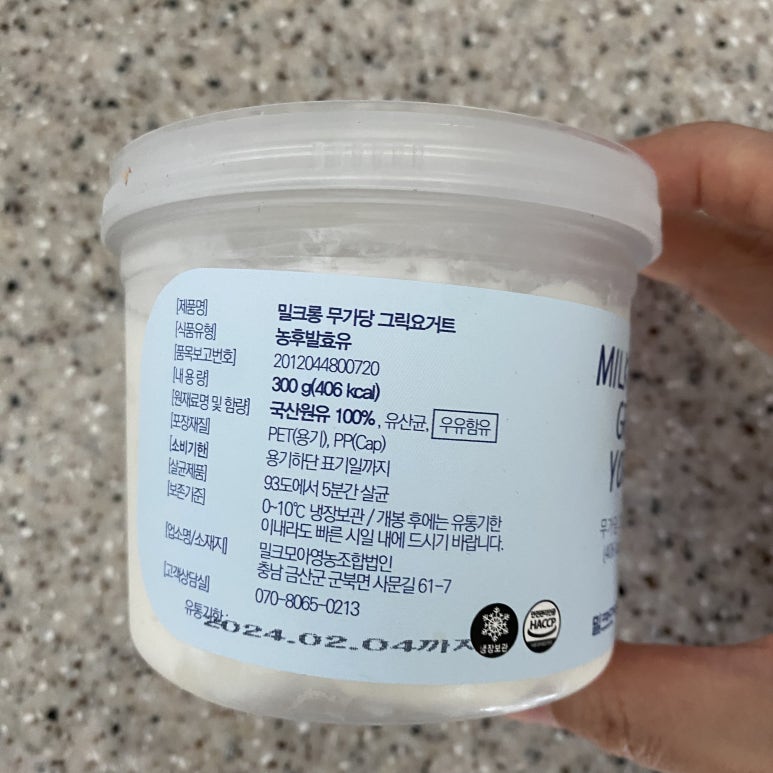 [제품명] 밀크롱 무가당 그릭요거트
[식품유형] 농후발효유
[품목보고번호] 2012044800720
[내 용 량] 300 g(406 kcal)
[원재료명 및 함량] 국산원유 100%, 유산균, 우유함유
[포장재질] PET(용기), PP(Cap)
[소비기한] 용기하단 표기일까지
[살균제품] 93도에서 5분간 살균
[보존기준] 0~10℃ 냉장보관 / 개봉 후에는 유통기한
이내라도 빠른 시일 내에 드시기 바랍니다.
[업소명/소재지] 밀크모아영농조합법인
충남 금산군 군북면 사문길 61-7
[고객상담실] 070-8065-0213
유통기한 :
2024.02.04까지
냉장보관
HACCP